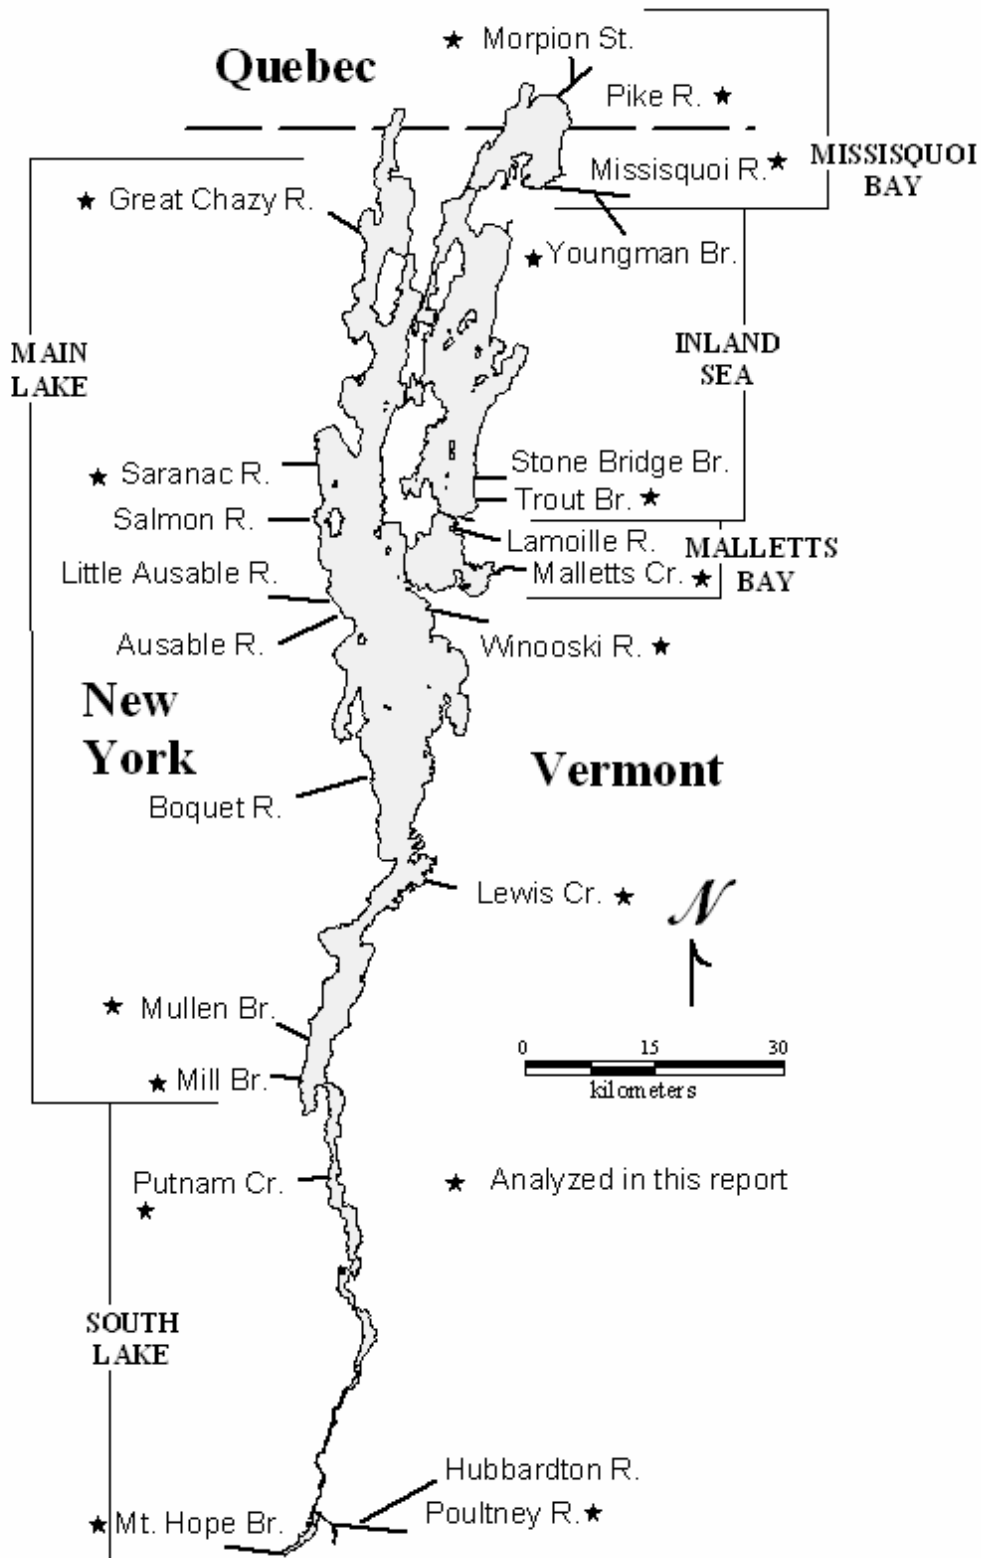 Morpion St.
Quebec
Pike R.
MISSISQUOI
BAY
Missisquoi R.
Great Chazy R.
Youngman Br.
MAIN
LAKE
INLAND
SEA
Stone Bridge Br.
Saranac R.
Trout Br.
Salmon R.
Lamoille R.
MALLETTS
BAY
Little Ausable R.
Malletts Cr.
Ausable R.
Winooski R.
New
York
Vermont
Boquet R.
Lewis Cr.
N
Mullen Br.
0 15 30
kilometers
Mill Br.
Putnam Cr.
Analyzed in this report
SOUTH
LAKE
Hubbardton R.
Poultney R.
Mt. Hope Br.